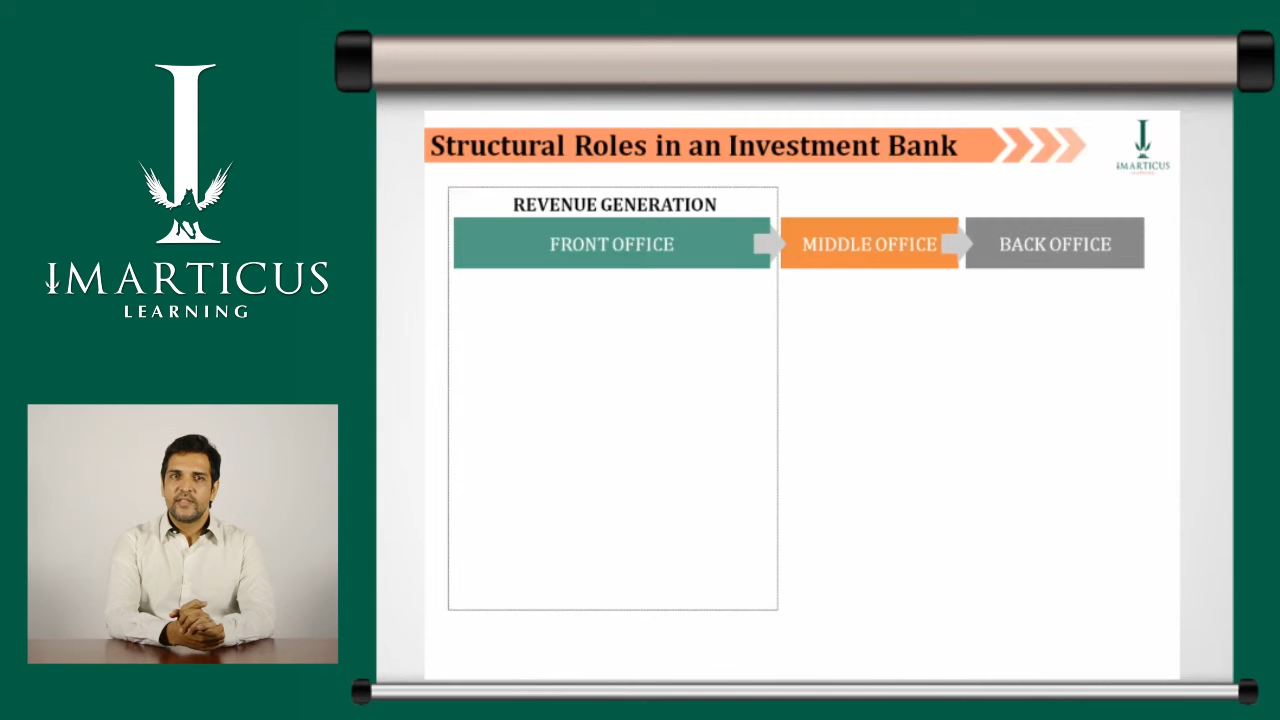 IMARTICUS
LEARNING
Structural Roles in an Investment Bank
IMARTICUS
REVENUE GENERATION
FRONT OFFICE
MIDDLE OFFICE
BACK OFFICE